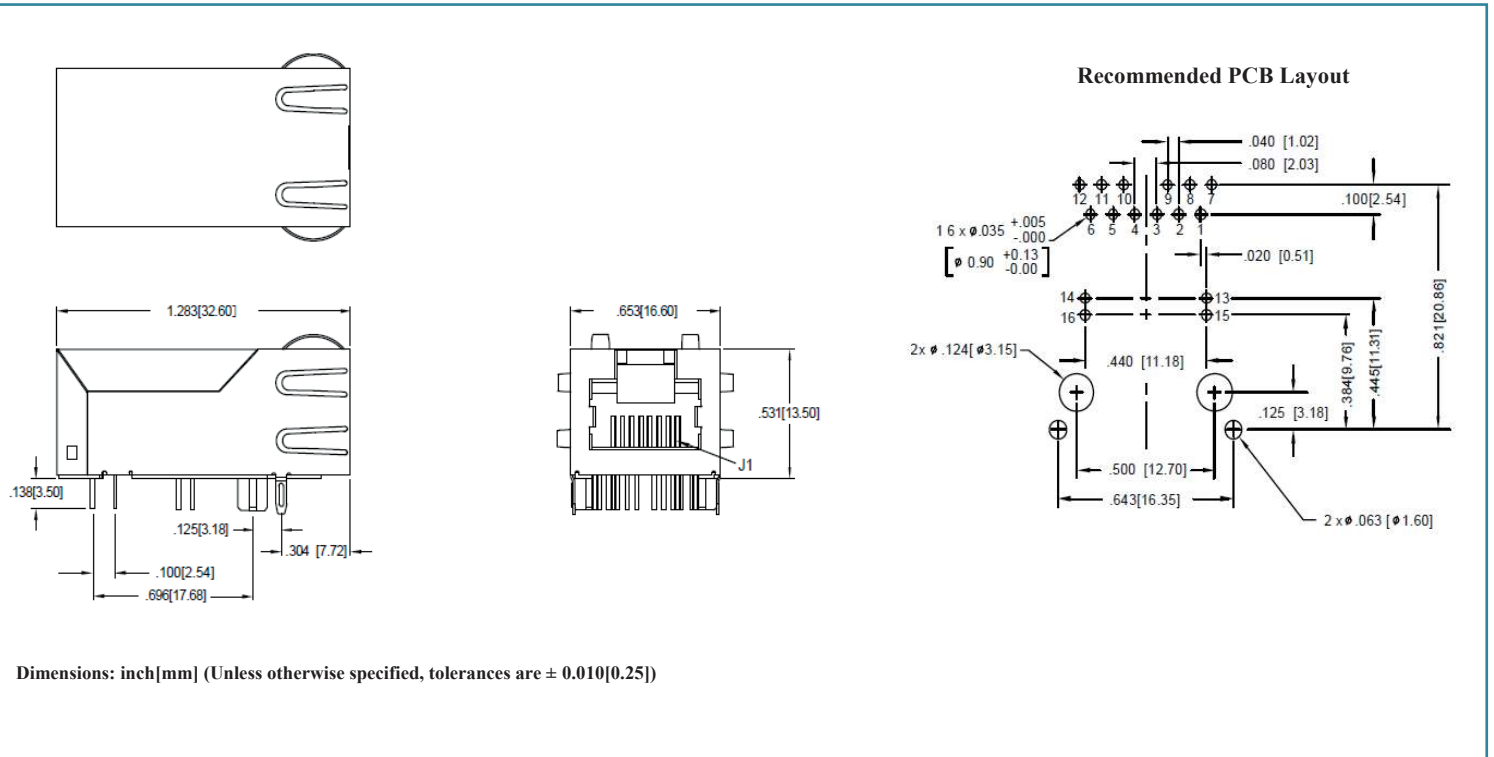 Recommended PCB Layout
.040 [1.02]
.080 [2.03]
12 11 10 9 8 7
.100[2.54]
6 5 4 3 2 1
1 6 x ø.035 +.005 -.000
[ø 0.90 +0.13 -0.00]
.020 [0.51]
14 13
16 15
.821[20.86]
.445[11.31]
.384[9.76]
2x ø .124[ ø3.15]
.440 [11.18]
.125 [3.18]
.500 [12.70]
.643[16.35]
2 x ø .063 [ ø1.60]
1.283[32.60]
.138[3.50]
.125[3.18]
.304 [7.72]
.100[2.54]
.696[17.68]
.653[16.60]
.531[13.50]
J1
Dimensions: inch[mm] (Unless otherwise specified, tolerances are ± 0.010[0.25])